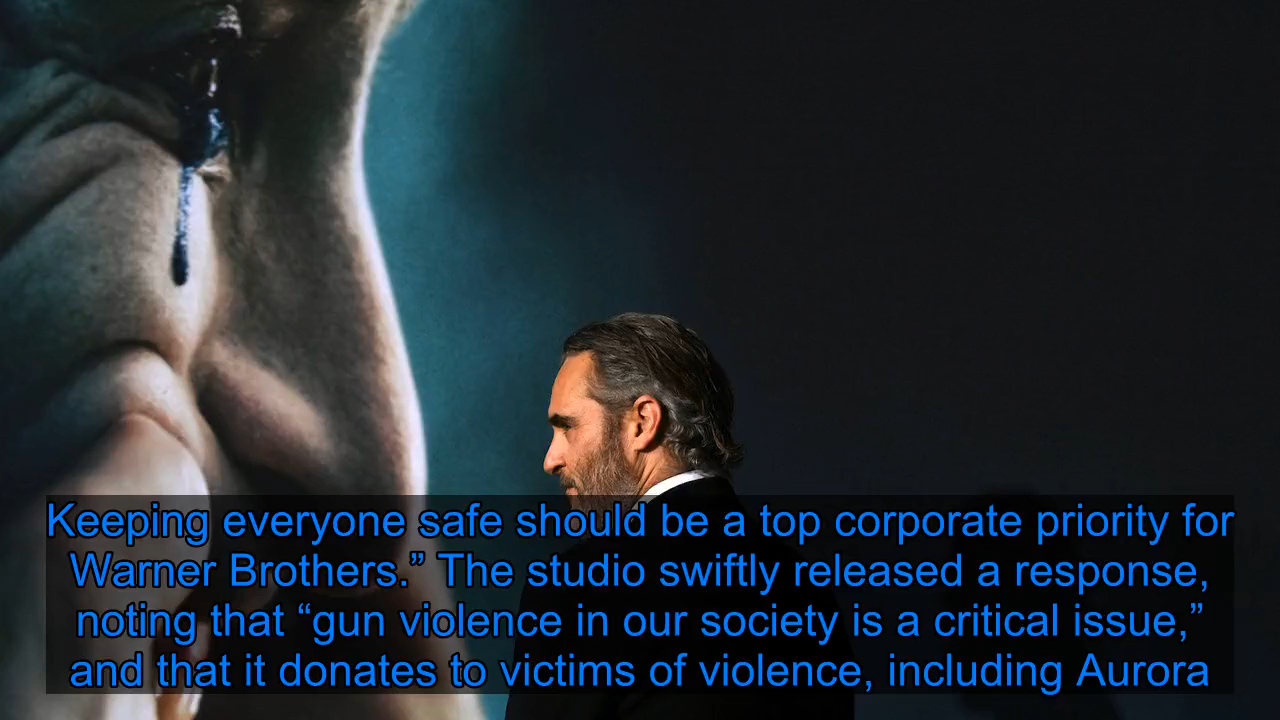 Keeping everyone safe should be a top corporate priority for
Warner Brothers.” The studio swiftly released a response,
noting that “gun violence in our society is a critical issue,”
and that it donates to victims of violence, including Aurora